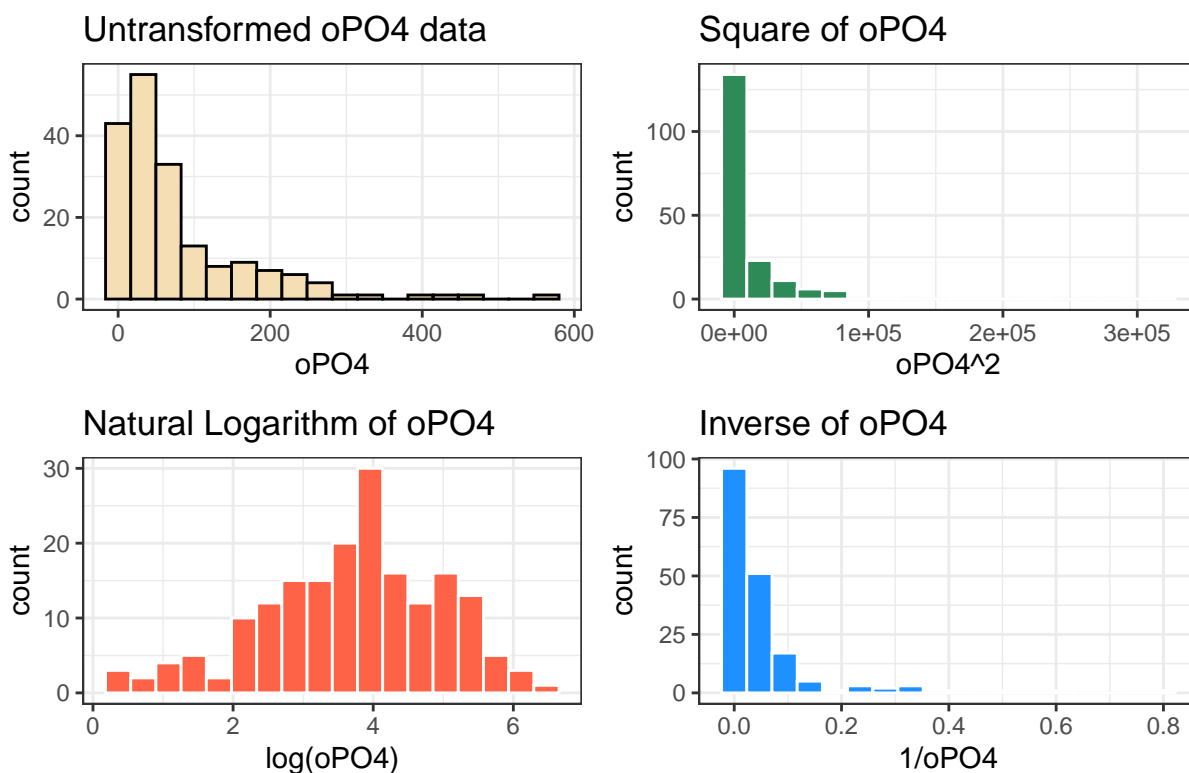 Untransformed oPO4 data
count
40
20
0
0
200
400
600
oPO4
Square of oPO4
count
100
50
0
0e+00
1e+05
2e+05
3e+05
oPO4^2
Natural Logarithm of oPO4
count
30
20
10
0
0
2
4
6
log(oPO4)
Inverse of oPO4
count
100
75
50
25
0
0.0
0.2
0.4
0.6
0.8
1/oPO4